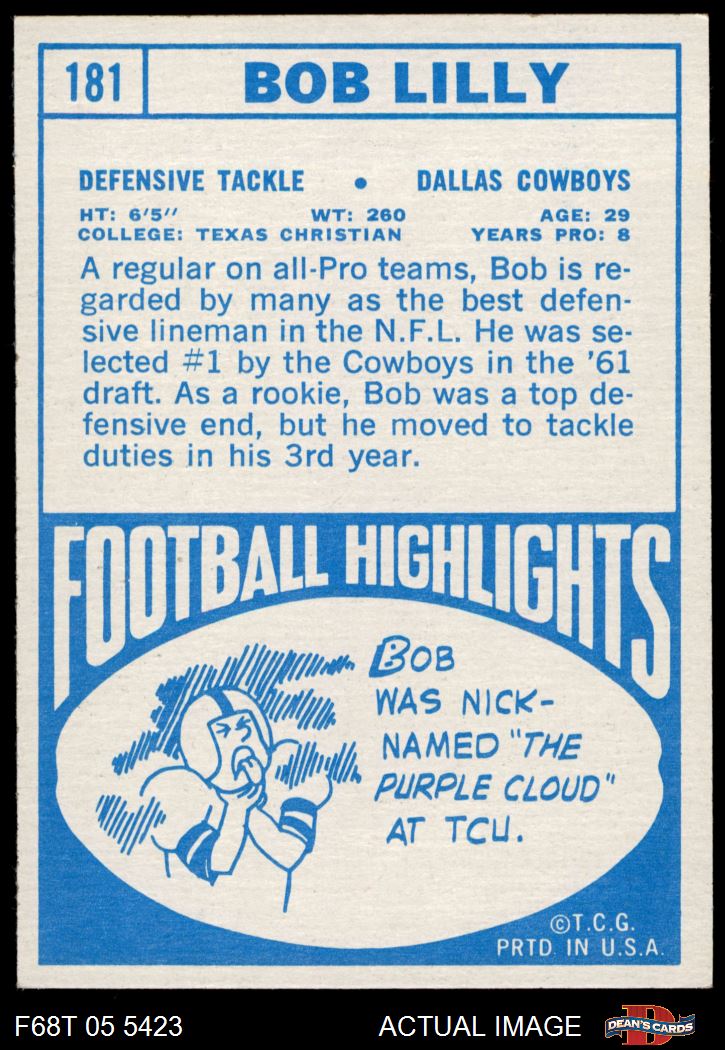 181 BOB LILLY
DEFENSIVE TACKLE • DALLAS COWBOYS
HT: 6'5" WT: 260 AGE: 29
COLLEGE: TEXAS CHRISTIAN YEARS PRO: 8
A regular on all-Pro teams, Bob is re-
garded by many as the best defen-
sive lineman in the N.F.L. He was se-
lected #1 by the Cowboys in the '61
draft. As a rookie, Bob was a top de-
fensive end, but he moved to tackle
duties in his 3rd year.
FOOTBALL HIGHLIGHTS
BOB
WAS NICK-
NAMED "THE
PURPLE CLOUD"
AT TCU.
©T.C.G.
PRTD. IN U.S.A.
F68T 05 5423 ACTUAL IMAGE D DEAN'S CARDS